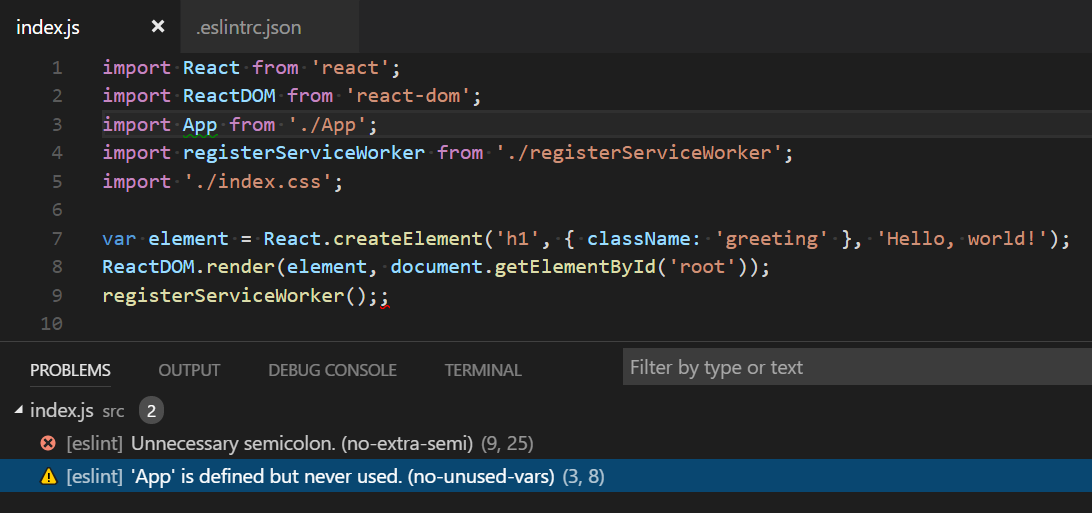 index.js × .eslintrc.json
1 import React from 'react';
2 import ReactDOM from 'react-dom';
3 import App from './App';
4 import registerServiceWorker from './registerServiceWorker';
5 import './index.css';
6
7 var element = React.createElement('h1', { className: 'greeting' }, 'Hello, world!');
8 ReactDOM.render(element, document.getElementById('root'));
9 registerServiceWorker();;
10
PROBLEMS OUTPUT DEBUG CONSOLE TERMINAL Filter by type or text
index.js src 2
[eslint] Unnecessary semicolon. (no-extra-semi) (9, 25)
[eslint] 'App' is defined but never used. (no-unused-vars) (3, 8)